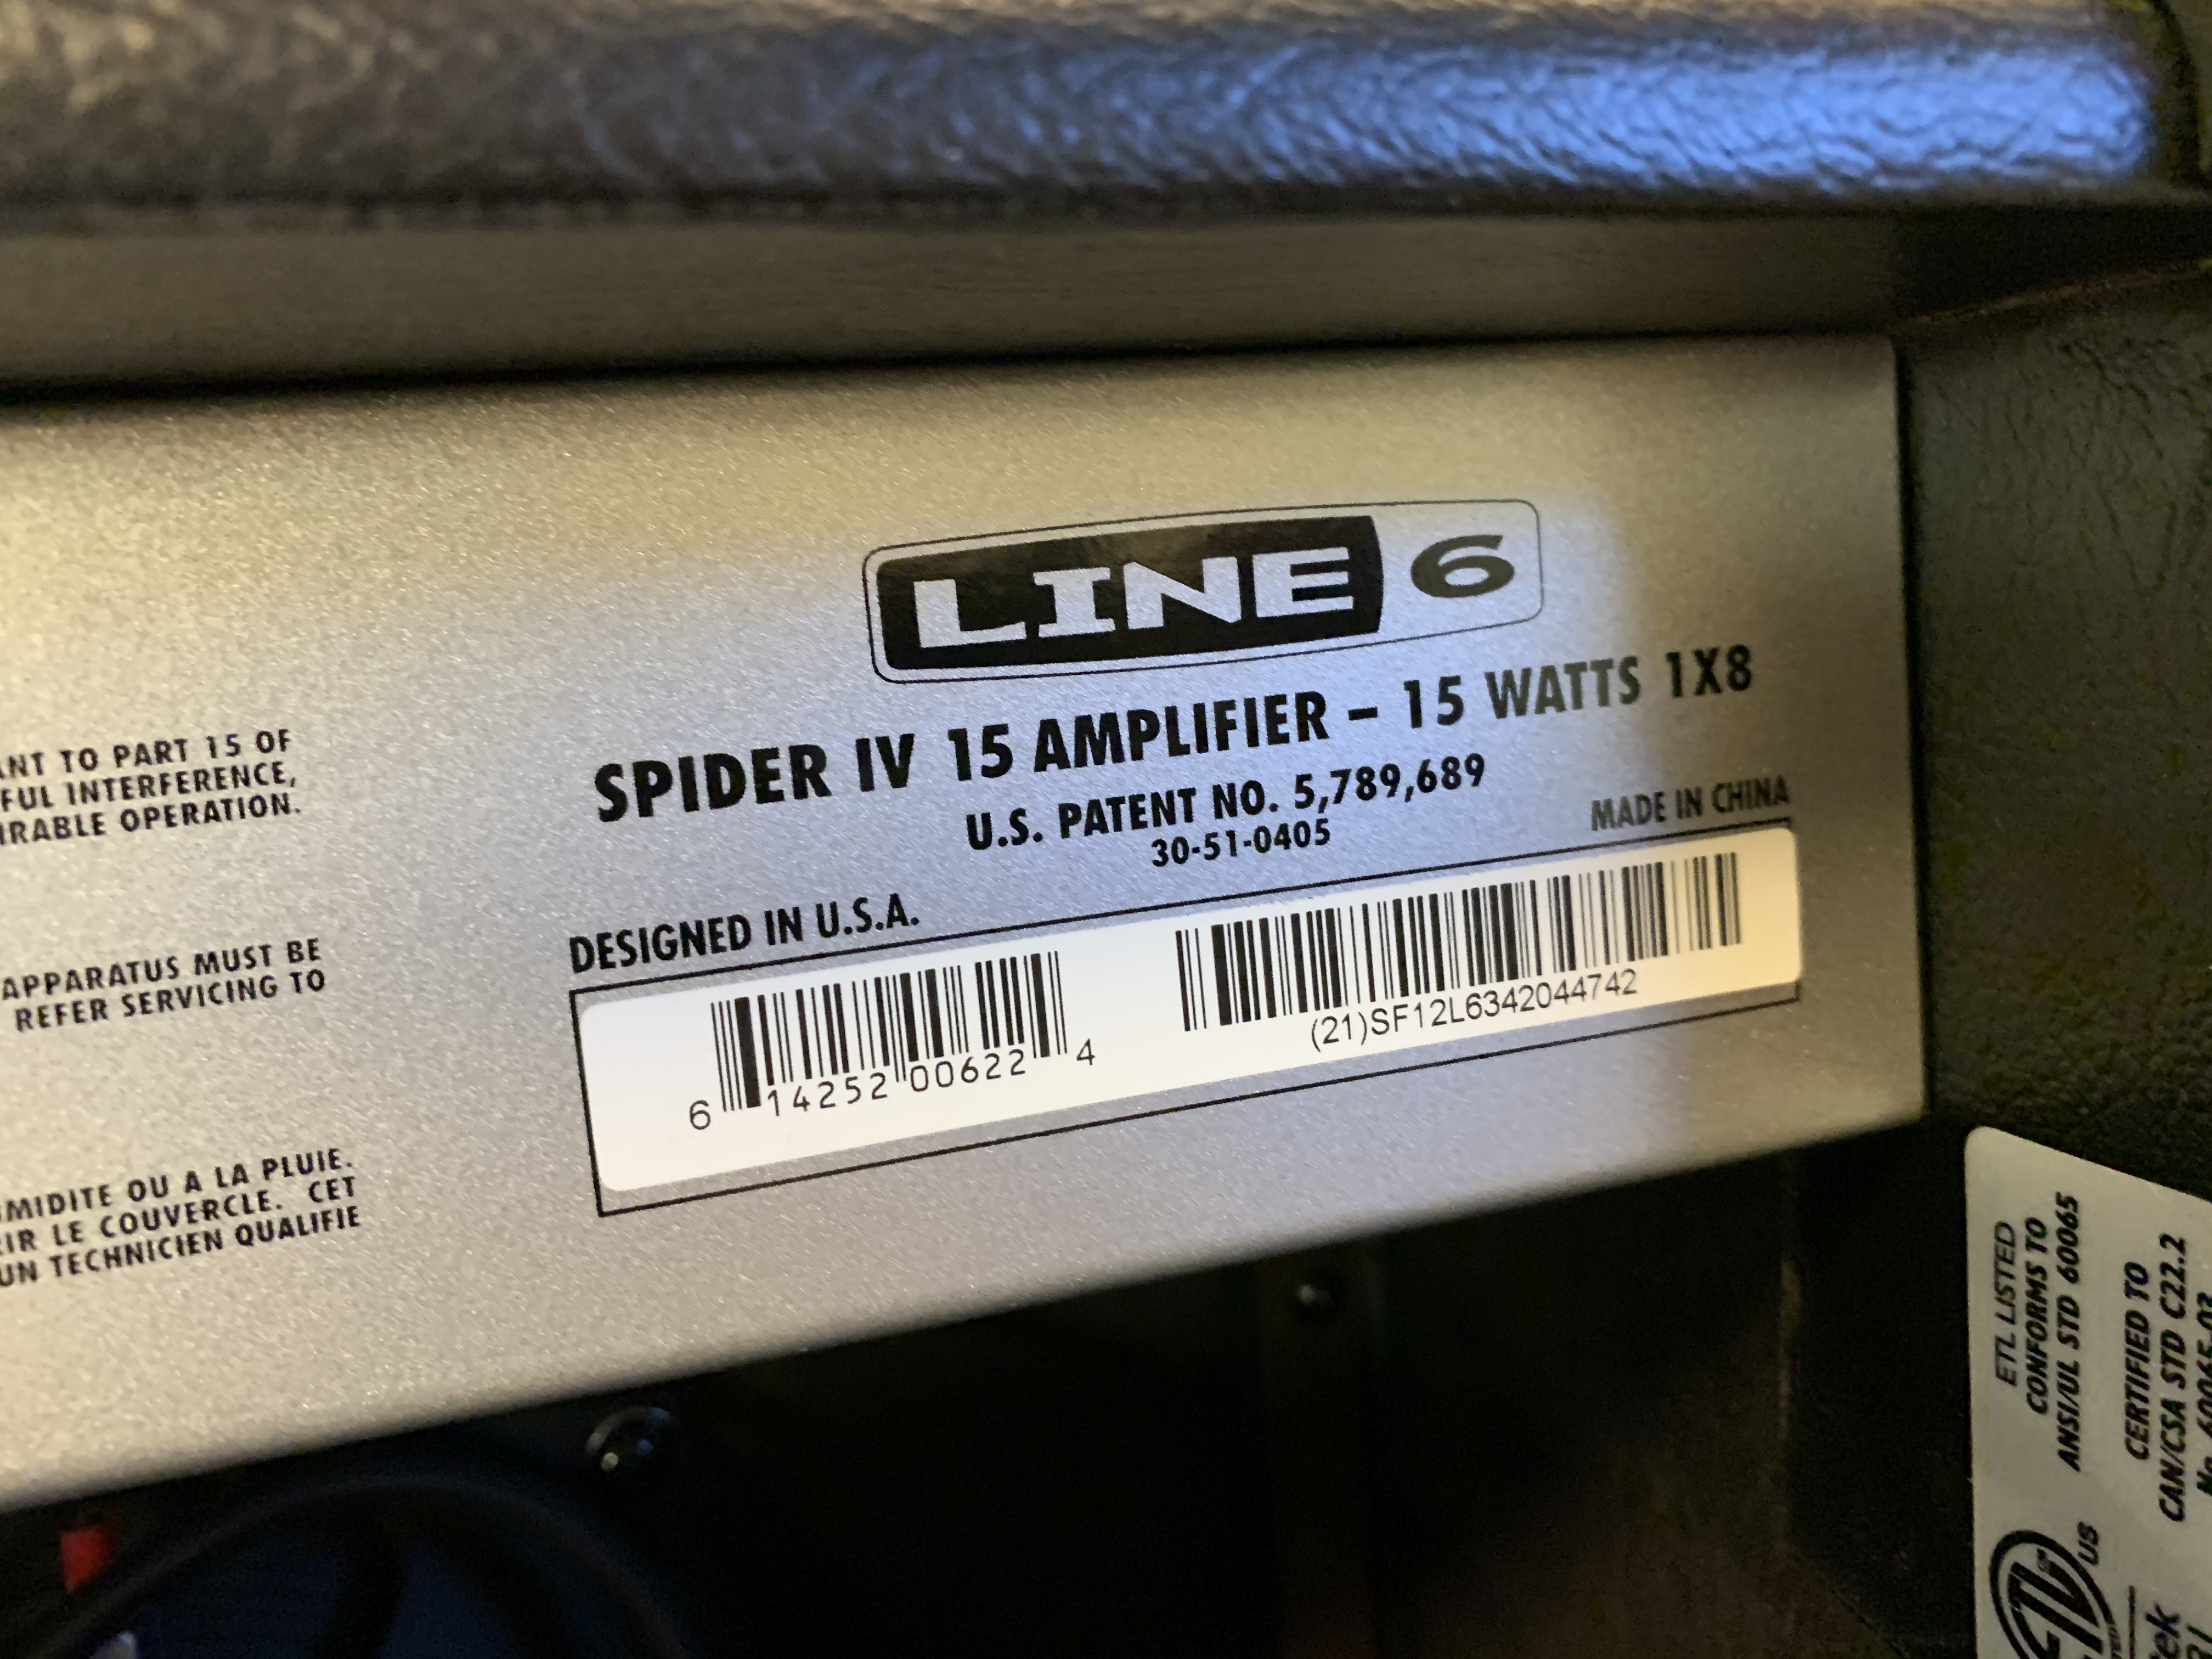 ANT TO PART 15 OF
FUL INTERFERENCE,
IRABLE OPERATION.
APPARATUS MUST BE
REFER SERVICING TO
MIDITE OU A LA PLUIE.
IR LE COUVERCLE. CET
UN TECHNICIEN QUALIFIE
LINE 6
SPIDER IV 15 AMPLIFIER – 15 WATTS 1X8
U.S. PATENT NO. 5,789,689
30-51-0405
DESIGNED IN U.S.A.
MADE IN CHINA
6 14252 00622 4
(21)SF12L6342044742
ETL LISTED
CONFORMS TO
ANSI/UL STD 60065
CERTIFIED TO
CAN/CSA STD C22.2
US